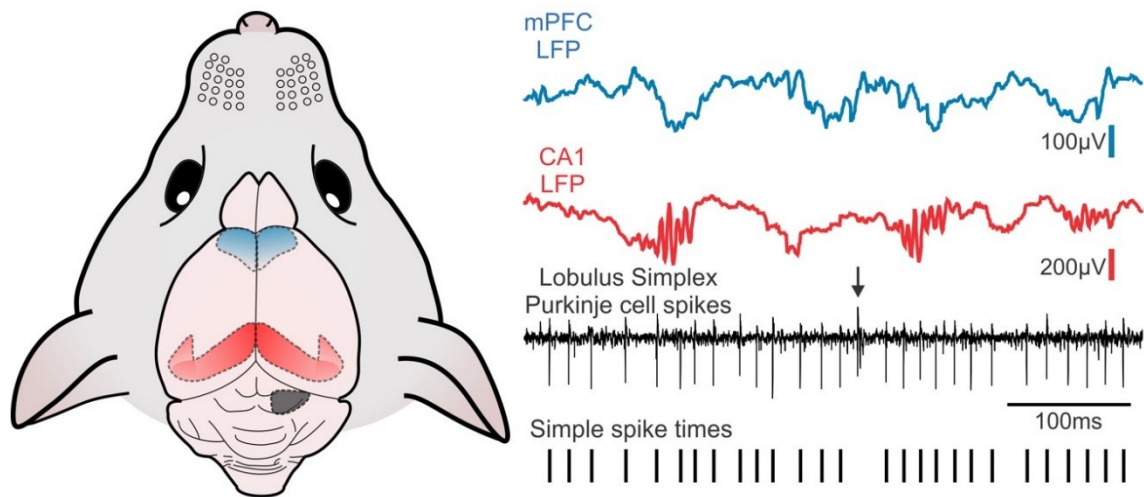 mPFC
LFP
100µV
CA1
LFP
200µV
Lobulus Simplex
Purkinje cell spikes
100ms
Simple spike times